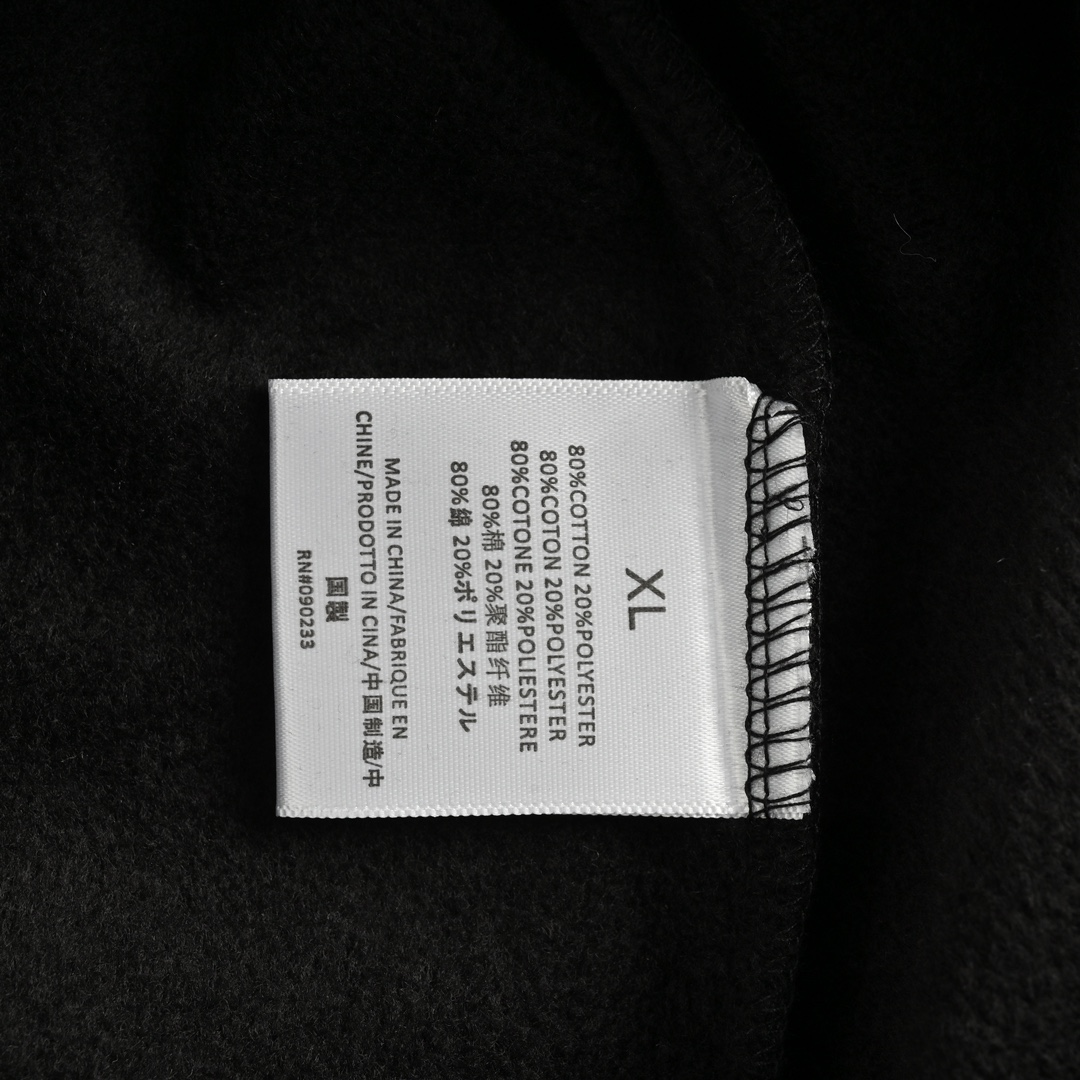 XL
80%COTTON 20%POLYESTER
80%COTON 20%POLYESTER
80%COTONE 20%POLIESTERE
80%棉 20%聚酯纤维
80%綿 20%ポリエステル
MADE IN CHINA/FABRIQUE EN
CHINE/PRODOTTO IN CINA/中国制造/中
国製
RN#090233